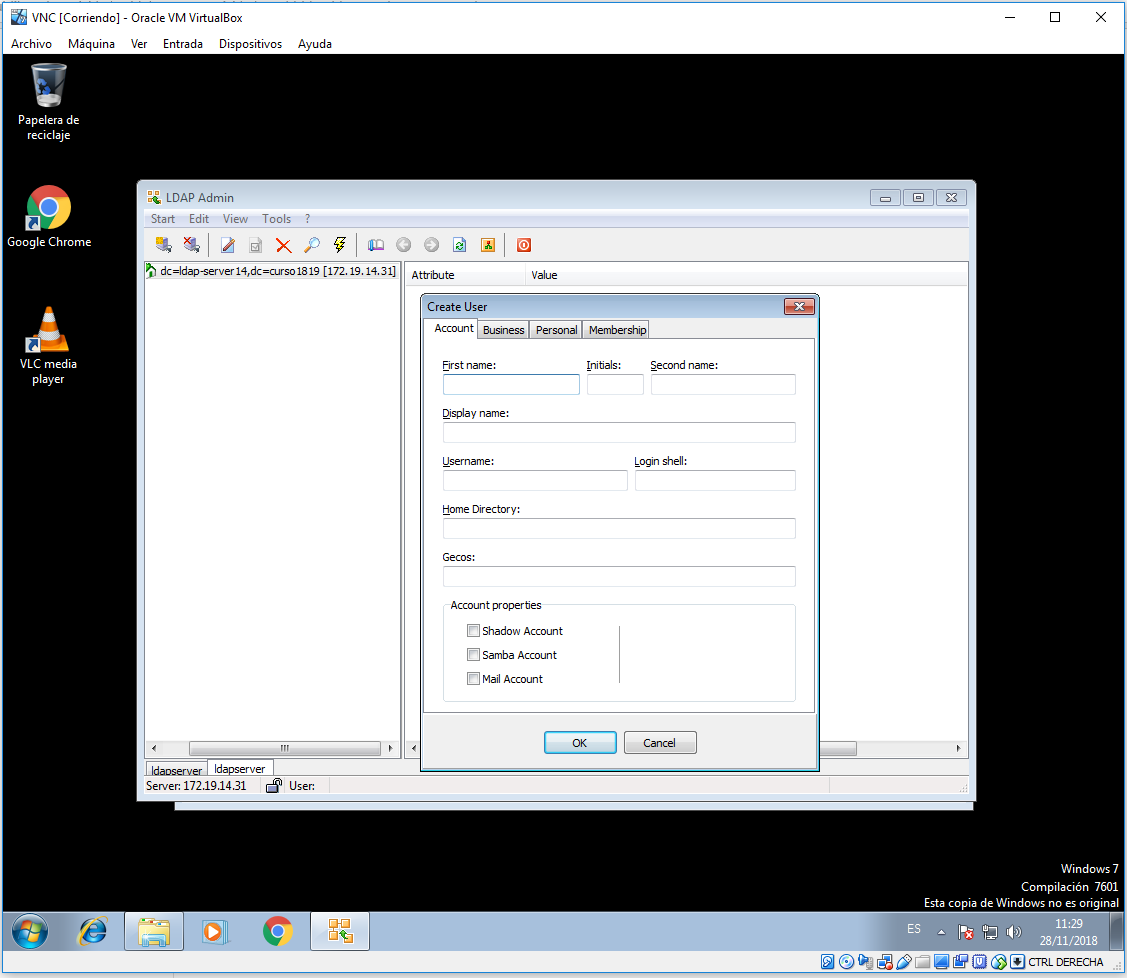 VNC [Corriendo] - Oracle VM VirtualBox
Archivo Máquina Ver Entrada Dispositivos Ayuda
Papelera de
reciclaje
Google Chrome
VLC media
player
LDAP Admin
Start Edit View Tools ?
dc=ldap-server14,dc=curso1819 [172.19.14.31]
Attribute Value
Create User
Account Business Personal Membership
First name: Initials: Second name:
Display name:
Username: Login shell:
Home Directory:
Gecos:
Account properties
Shadow Account
Samba Account
Mail Account
OK Cancel
ldapserver ldapserver
Server: 172.19.14.31 User:
Windows 7
Compilación 7601
Esta copia de Windows no es original
ES
11:29
28/11/2018
CTRL DERECHA